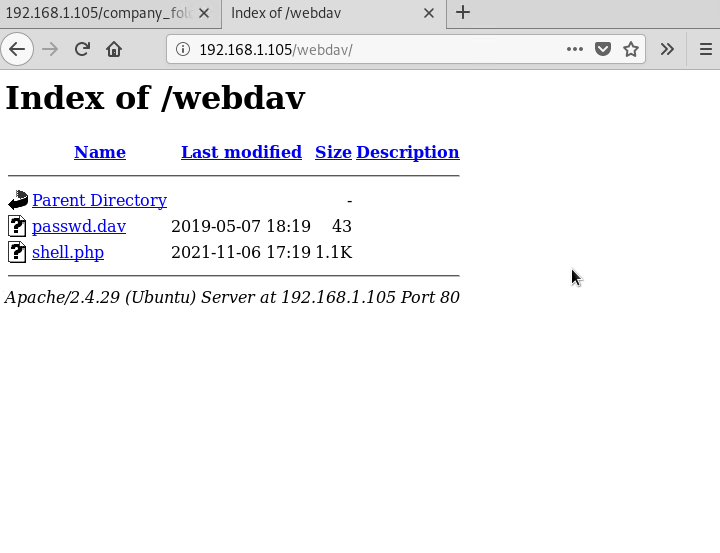 192.168.1.105/company_fol
Index of /webdav
192.168.1.105/webdav/
Index of /webdav
Name Last modified Size Description
Parent Directory -
passwd.dav 2019-05-07 18:19 43
shell.php 2021-11-06 17:19 1.1K
Apache/2.4.29 (Ubuntu) Server at 192.168.1.105 Port 80